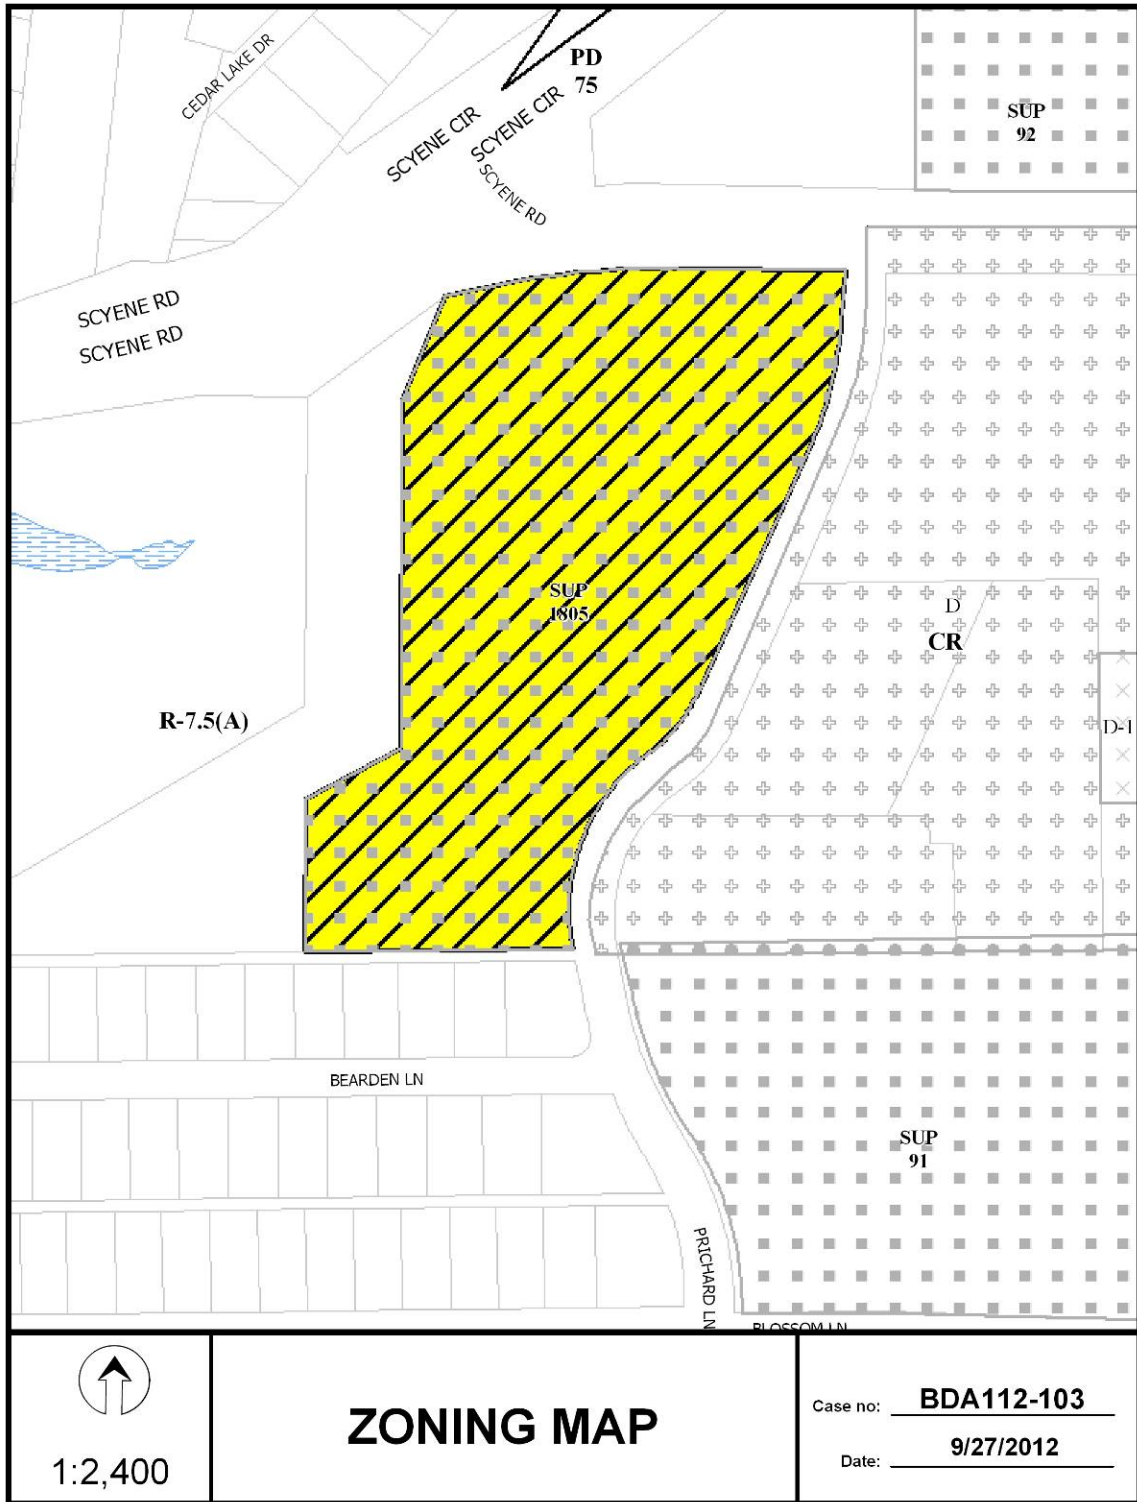 CEDAR LAKE DR
PD
75
SCYENE CIR
SCYENE CIR
SCYENE RD
SUP
92
SCYENE RD
SCYENE RD
SUP
1805
D
CR
R-7.5(A)
D-1
BEARDEN LN
SUP
91
PRICHARD LN
BLOSSOM LN
1:2,400
ZONING MAP
Case no: BDA112-103
Date: 9/27/2012